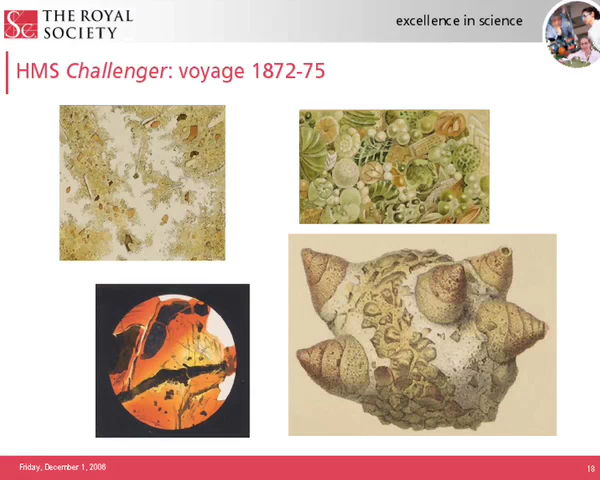 THE ROYAL
SOCIETY
excellence in science
HMS Challenger: voyage 1872-75
Friday, December 1, 2006
18